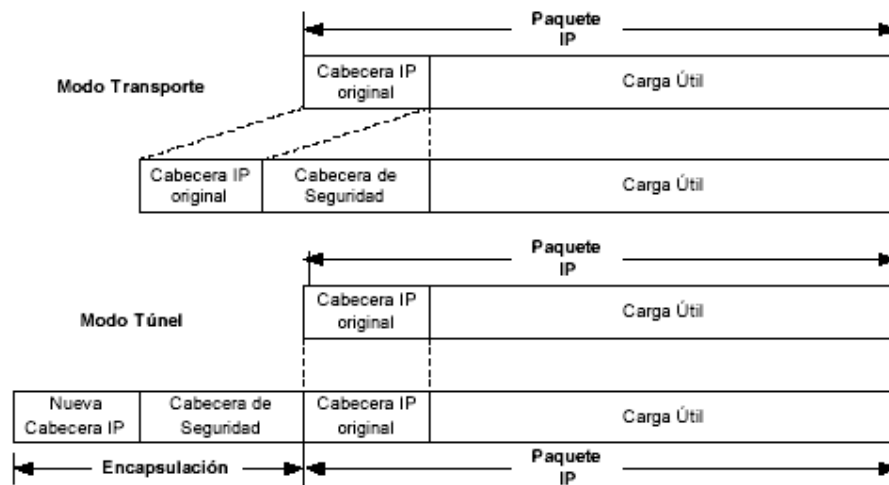 Paquete
IP
Modo Transporte
Cabecera IP
original
Carga Útil
Cabecera IP
original
Cabecera de
Seguridad
Carga Útil
Paquete
IP
Modo Túnel
Cabecera IP
original
Carga Útil
Nueva
Cabecera IP
Cabecera de
Seguridad
Cabecera IP
original
Carga Útil
Encapsulación
Paquete
IP